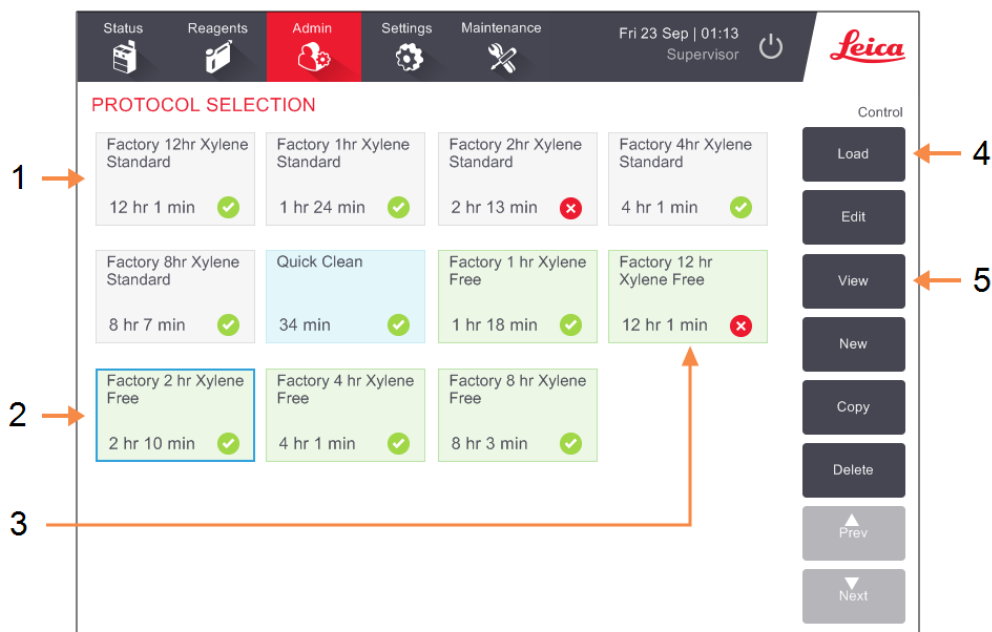 Status Reagents Admin Settings Maintenance
Fri 23 Sep | 01:13
Supervisor
Leica
PROTOCOL SELECTION
Control
1
Factory 12hr Xylene
Standard
12 hr 1 min
Factory 1hr Xylene
Standard
1 hr 24 min
Factory 2hr Xylene
Standard
2 hr 13 min
Factory 4hr Xylene
Standard
4 hr 1 min
Load
4
Edit
Factory 8hr Xylene
Standard
8 hr 7 min
Quick Clean
34 min
Factory 1 hr Xylene
Free
1 hr 18 min
Factory 12 hr
Xylene Free
12 hr 1 min
View
5
New
2
Factory 2 hr Xylene
Free
2 hr 10 min
Factory 4 hr Xylene
Free
4 hr 1 min
Factory 8 hr Xylene
Free
8 hr 3 min
Copy
Delete
3
Prev
Next